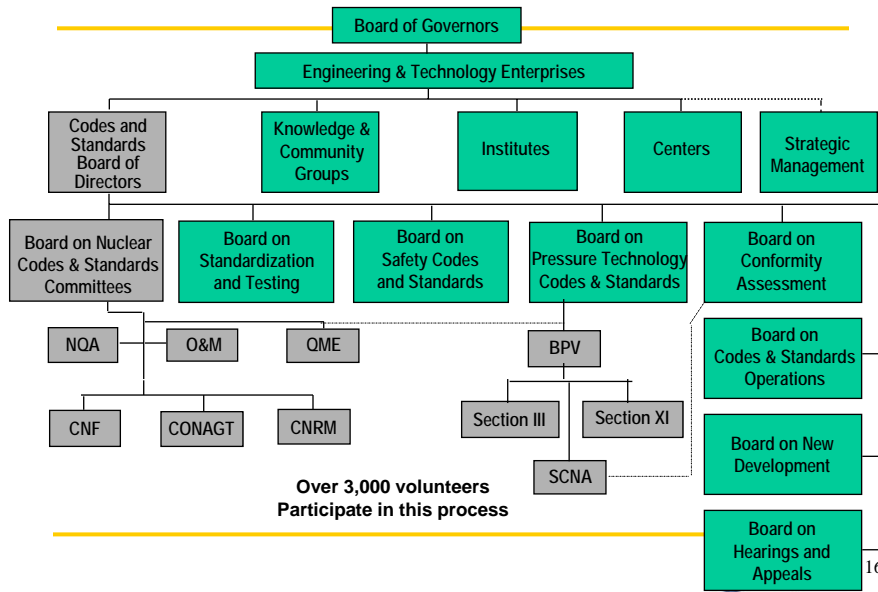 Board of Governors
Engineering & Technology Enterprises
Codes and
Standards
Board of
Directors
Knowledge &
Community
Groups
Institutes
Centers
Strategic
Management
Board on Nuclear
Codes & Standards
Committees
Board on
Standardization
and Testing
Board on
Safety Codes
and Standards
Board on
Pressure Technology
Codes & Standards
Board on
Conformity
Assessment
NQA
O&M
QME
BPV
Board on
Codes & Standards
Operations
CNF
CONAGT
CNRM
Section III
Section XI
Board on New
Development
SCNA
Over 3,000 volunteers
Participate in this process
Board on
Hearings and
Appeals
16